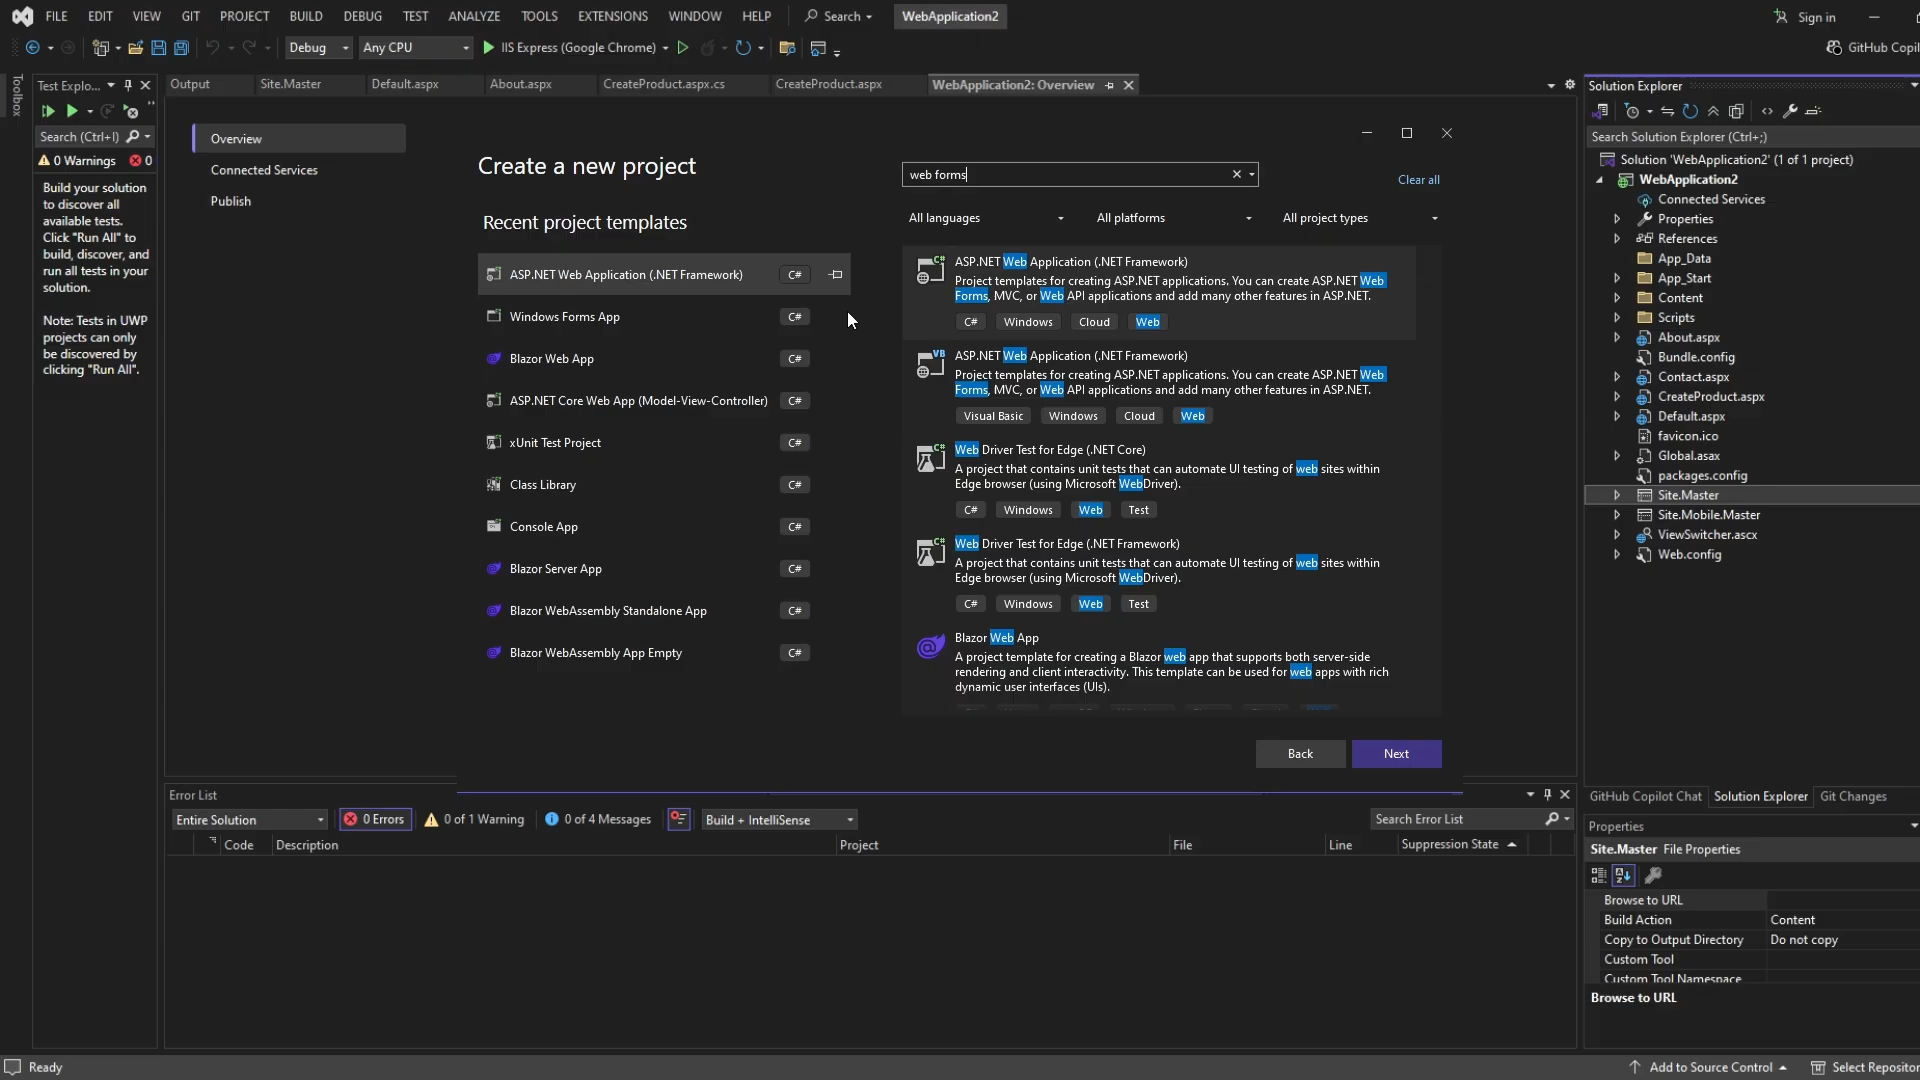 FILE EDIT VIEW GIT PROJECT BUILD DEBUG TEST ANALYZE TOOLS EXTENSIONS WINDOW HELP Search WebApplication2 Sign in
Debug Any CPU IIS Express (Google Chrome) GitHub Copil
Toolbox
Test Explo...
Search (Ctrl+I)
0 Warnings 0
Build your solution
to discover all
available tests.
Click "Run All" to
build, discover, and
run all tests in your
solution.
Note: Tests in UWP
projects can only
be discovered by
clicking "Run All".
Output Site.Master Default.aspx About.aspx CreateProduct.aspx.cs CreateProduct.aspx WebApplication2: Overview
Overview
Connected Services
Publish
Create a new project
Recent project templates
ASP.NET Web Application (.NET Framework) C#
Windows Forms App C#
Blazor Web App C#
ASP.NET Core Web App (Model-View-Controller) C#
xUnit Test Project C#
Class Library C#
Console App C#
Blazor Server App C#
Blazor WebAssembly Standalone App C#
Blazor WebAssembly App Empty C#
web forms
Clear all
All languages All platforms All project types
C# ASP.NET Web Application (.NET Framework)
Project templates for creating ASP.NET applications. You can create ASP.NET Web
Forms, MVC, or Web API applications and add many other features in ASP.NET.
C# Windows Cloud Web
VB ASP.NET Web Application (.NET Framework)
Project templates for creating ASP.NET applications. You can create ASP.NET Web
Forms, MVC, or Web API applications and add many other features in ASP.NET.
Visual Basic Windows Cloud Web
C# Web Driver Test for Edge (.NET Core)
A project that contains unit tests that can automate UI testing of web sites within
Edge browser (using Microsoft WebDriver).
C# Windows Web Test
C# Web Driver Test for Edge (.NET Framework)
A project that contains unit tests that can automate UI testing of web sites within
Edge browser (using Microsoft WebDriver).
C# Windows Web Test
Blazor Web App
A project template for creating a Blazor web app that supports both server-side
rendering and client interactivity. This template can be used for web apps with rich
dynamic user interfaces (UIs).
Back Next
Error List
Entire Solution 0 Errors 0 of 1 Warning 0 of 4 Messages Build + IntelliSense Search Error List
Code Description Project File Line Suppression State
Solution Explorer
Search Solution Explorer (Ctrl+;)
Solution 'WebApplication2' (1 of 1 project)
WebApplication2
Connected Services
Properties
References
App_Data
App_Start
Content
Scripts
About.aspx
Bundle.config
Contact.aspx
CreateProduct.aspx
Default.aspx
favicon.ico
Global.asax
packages.config
Site.Master
Site.Mobile.Master
ViewSwitcher.ascx
Web.config
GitHub Copilot Chat Solution Explorer Git Changes
Properties
Site.Master File Properties
Browse to URL
Build Action Content
Copy to Output Directory Do not copy
Custom Tool
Custom Tool Namespace
Browse to URL
Ready
Add to Source Control Select Repositor